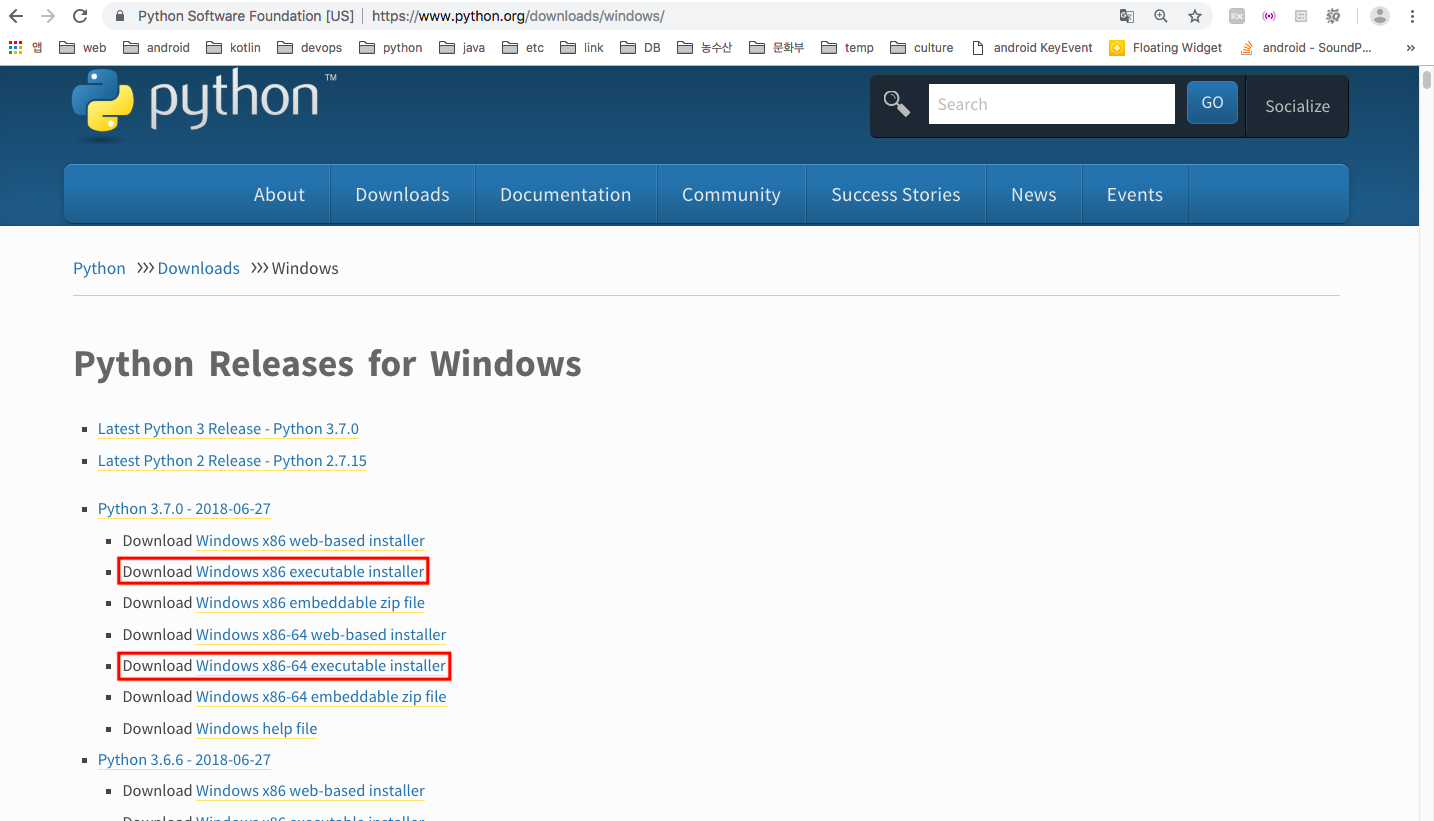 Python Software Foundation [US] | https://www.python.org/downloads/windows/
앱 web android kotlin devops python java etc link DB 농수산 문화부 temp culture android KeyEvent Floating Widget android - SoundP... »
python™
Search GO Socialize
About Downloads Documentation Community Success Stories News Events
Python >>> Downloads >>> Windows
Python Releases for Windows
Latest Python 3 Release - Python 3.7.0
Latest Python 2 Release - Python 2.7.15
Python 3.7.0 - 2018-06-27
Download Windows x86 web-based installer
Download Windows x86 executable installer
Download Windows x86 embeddable zip file
Download Windows x86-64 web-based installer
Download Windows x86-64 executable installer
Download Windows x86-64 embeddable zip file
Download Windows help file
Python 3.6.6 - 2018-06-27
Download Windows x86 web-based installer
Download Windows x86 executable installer